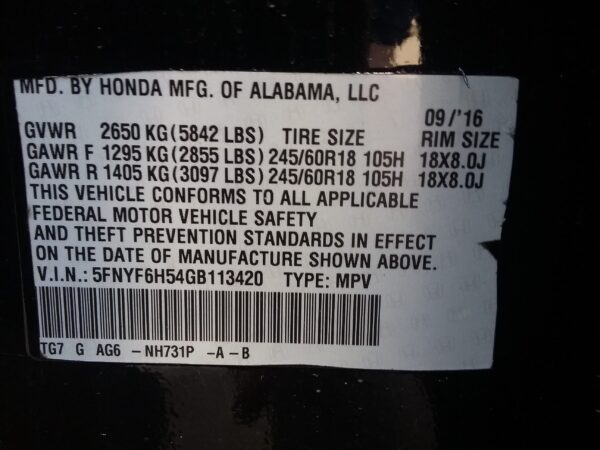 MFD. BY HONDA MFG. OF ALABAMA, LLC
09/'16
GVWR 2650 KG(5842 LBS) TIRE SIZE RIM SIZE
GAWR F 1295 KG(2855 LBS) 245/60R18 105H 18X8.0J
GAWR R 1405 KG(3097 LBS) 245/60R18 105H 18X8.0J
THIS VEHICLE CONFORMS TO ALL APPLICABLE
FEDERAL MOTOR VEHICLE SAFETY
AND THEFT PREVENTION STANDARDS IN EFFECT
ON THE DATE OF MANUFACTURE SHOWN ABOVE.
V.I.N.: 5FNYF6H54GB113420 TYPE: MPV
TG7 G AG6 - NH731P -A-B